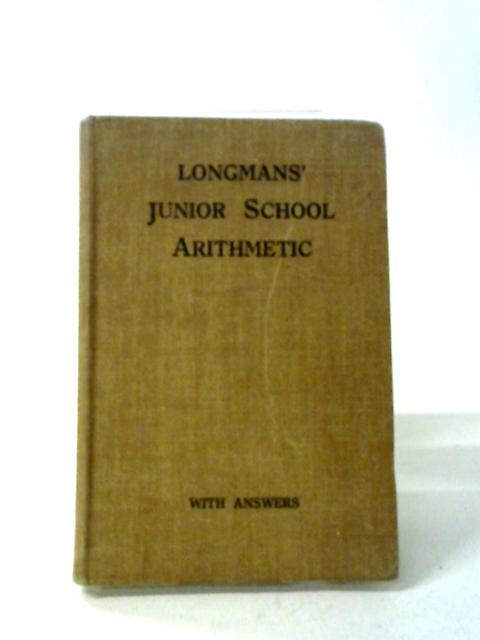 LONGMANS'
JUNIOR SCHOOL
ARITHMETIC
WITH ANSWERS